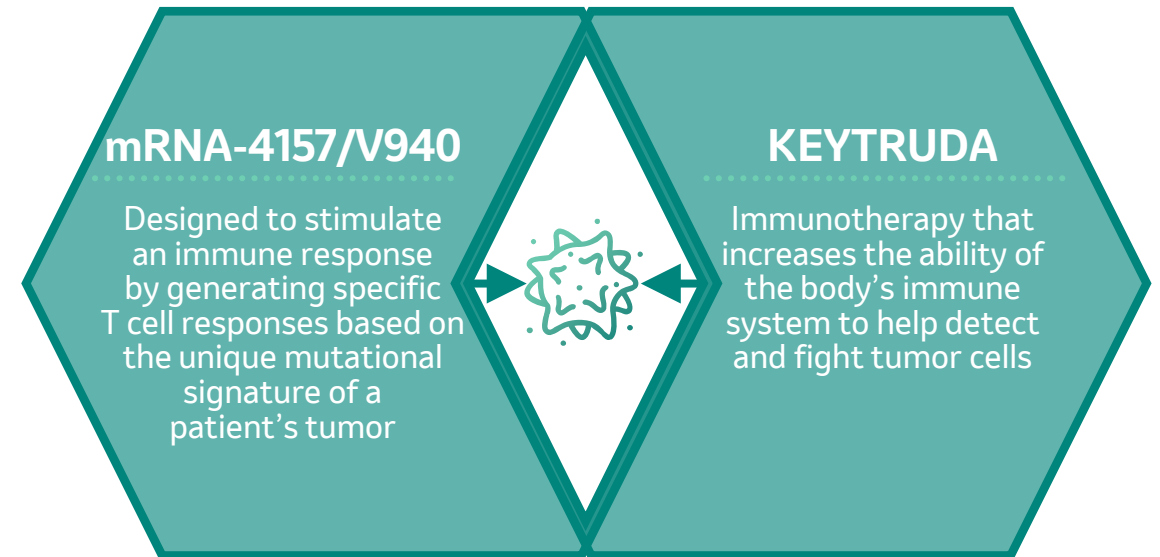 mRNA-4157/V940
Designed to stimulate
an immune response
by generating specific
T cell responses based on
the unique mutational
signature of a
patient’s tumor
KEYTRUDA
Immunotherapy that
increases the ability of
the body’s immune
system to help detect
and fight tumor cells